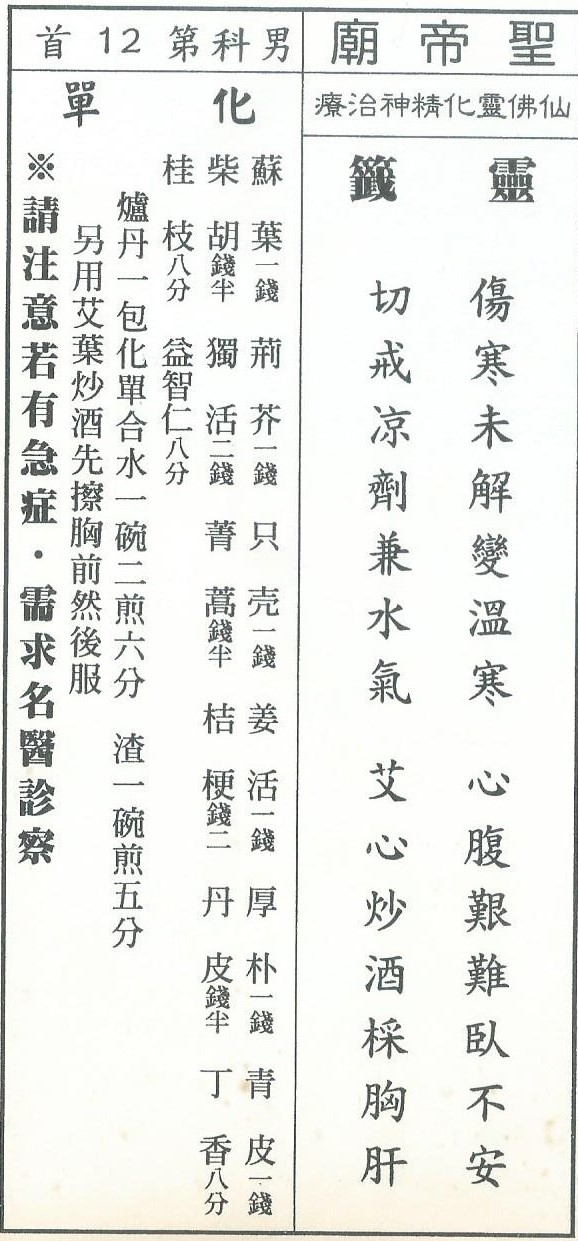 聖帝廟
仙佛靈化精神治療
靈籤
傷寒未解變溫寒　心腹艱難臥不安
切戒凉劑兼水氣　艾心炒酒採胸肝
男科第12首
化單
蘇葉一錢　荊芥一錢　只壳一錢　姜活一錢　厚朴一錢　青皮一錢
柴胡錢半　獨活二錢　菁蒿錢半　桔梗錢二　丹皮錢半　丁香八分
桂枝八分　益智仁八分
爐丹一包化單合水一碗二煎六分　渣一碗煎五分
另用艾葉炒酒先擦胸前然後服
※請注意若有急症・需求名醫診察